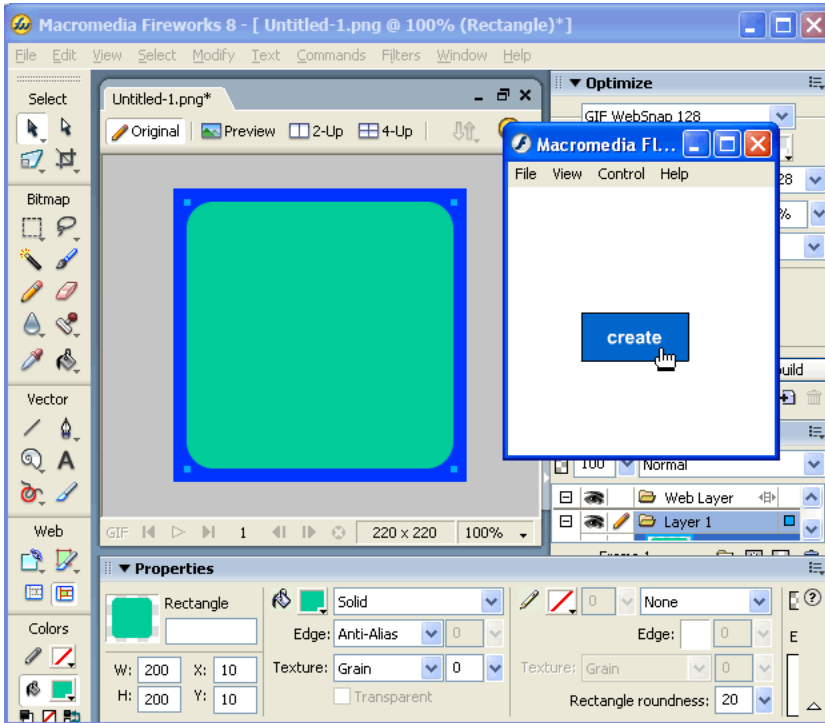 Macromedia Fireworks 8 - [ Untitled-1.png @ 100% (Rectangle)*]
File Edit View Select Modify Text Commands Filters Window Help
Select
Bitmap
Vector
Web
Colors
Untitled-1.png*
Original Preview 2-Up 4-Up
GIF 1 220 x 220 100%
Optimize
GIF WebSnap 128
28
%
uild
Macromedia Fl...
File View Control Help
create
100 Normal
Web Layer
Layer 1
Frame 1
Properties
Rectangle Solid 0 None
Edge: Anti-Alias 0 Edge: 0
W: 200 X: 10 Texture: Grain 0 Texture: Grain 0
H: 200 Y: 10 Transparent Rectangle roundness: 20
E